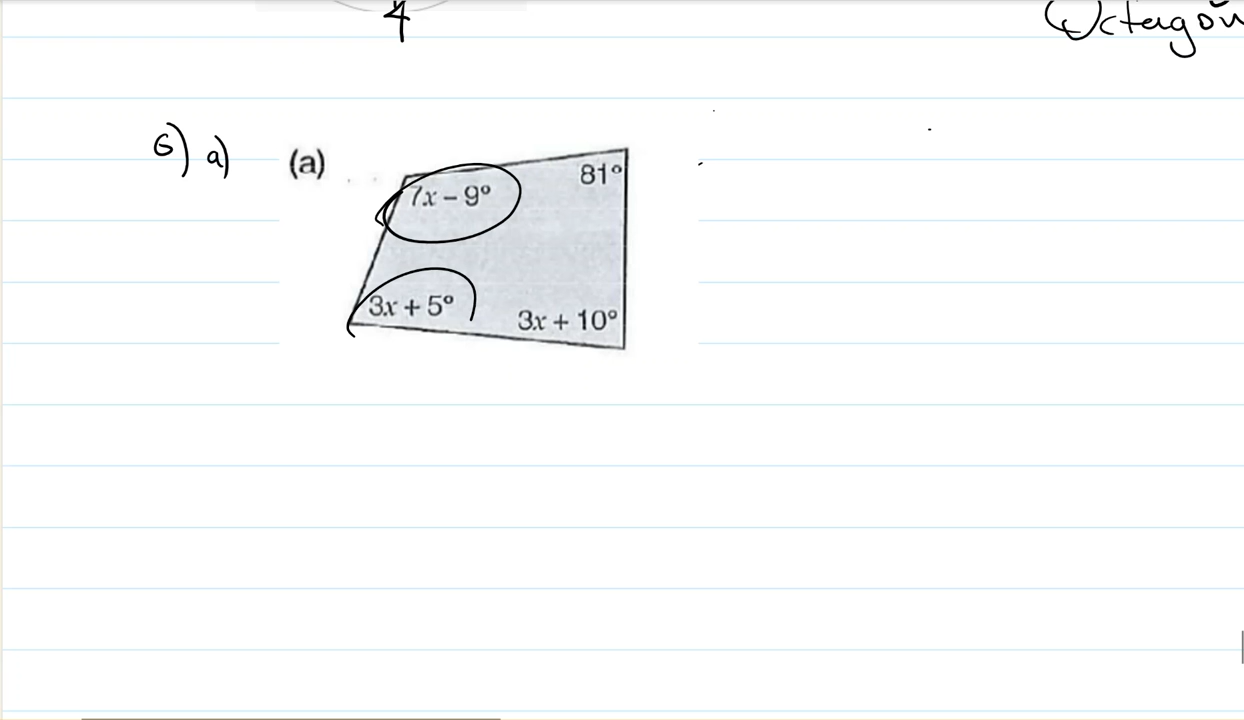 4
Octagon
6) a) (a)
7x – 9°
81°
3x + 5°
3x + 10°